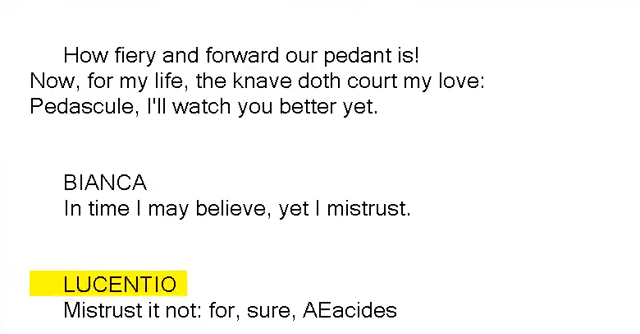 How fiery and forward our pedant is!
Now, for my life, the knave doth court my love:
Pedascule, I'll watch you better yet.
BIANCA
In time I may believe, yet I mistrust.
LUCENTIO
Mistrust it not: for, sure, AEacides